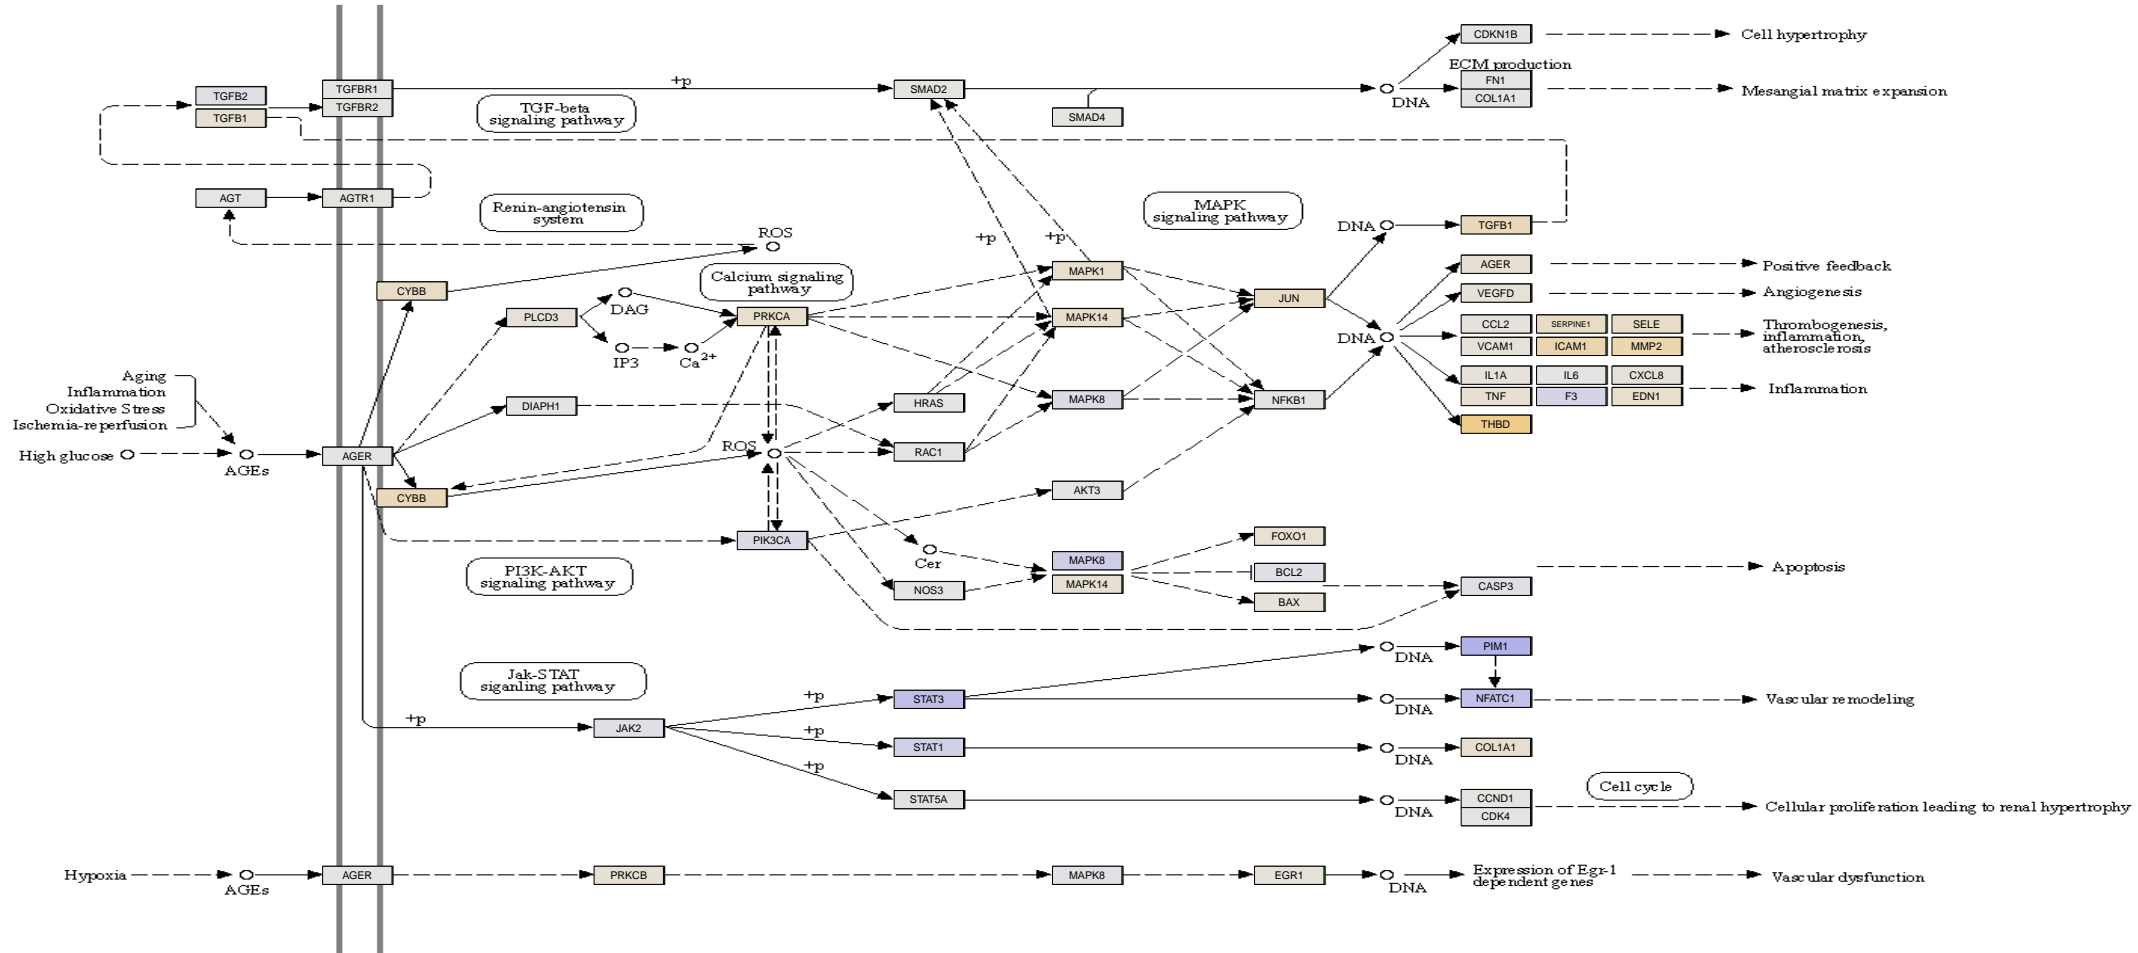 CDKN1B
Cell hypertrophy
ECM production
FN1
COL1A1
Mesangial matrix expansion
DNA
TGFB2
TGFB1
TGFBR1
TGFBR2
+p
TGF-beta
signaling pathway
SMAD2
SMAD4
AGT
AGTR1
Renin-angiotensin
system
MAPK
signaling pathway
ROS
+p
+p
DNA
TGFB1
CYBB
Calcium signaling
pathway
MAPK1
AGER
Positive feedback
PLCD3
DAG
PRKCA
MAPK14
JUN
VEGFD
Angiogenesis
IP3
Ca2+
DNA
CCL2
SERPINE1
SELE
VCAM1
ICAM1
MMP2
Thrombogenesis,
inflammation,
atherosclerosis
Aging
Inflammation
Oxidative Stress
Ischemia-reperfusion
IL1A
IL6
CXCL8
TNF
F3
EDN1
Inflammation
THBD
DIAPH1
HRAS
MAPK8
NFKB1
High glucose
AGEs
AGER
ROS
RAC1
CYBB
AKT3
PIK3CA
PI3K-AKT
signaling pathway
Cer
NOS3
MAPK8
MAPK14
FOXO1
BCL2
BAX
CASP3
Apoptosis
Jak-STAT
siganling pathway
DNA
PIM1
+p
STAT3
DNA
NFATC1
Vascular remodeling
+p
JAK2
+p
STAT1
DNA
COL1A1
+p
STAT5A
DNA
CCND1
CDK4
Cell cycle
Cellular proliferation leading to renal hypertrophy
Hypoxia
AGEs
AGER
PRKCB
MAPK8
EGR1
DNA
Expression of Egr-1
dependent genes
Vascular dysfunction